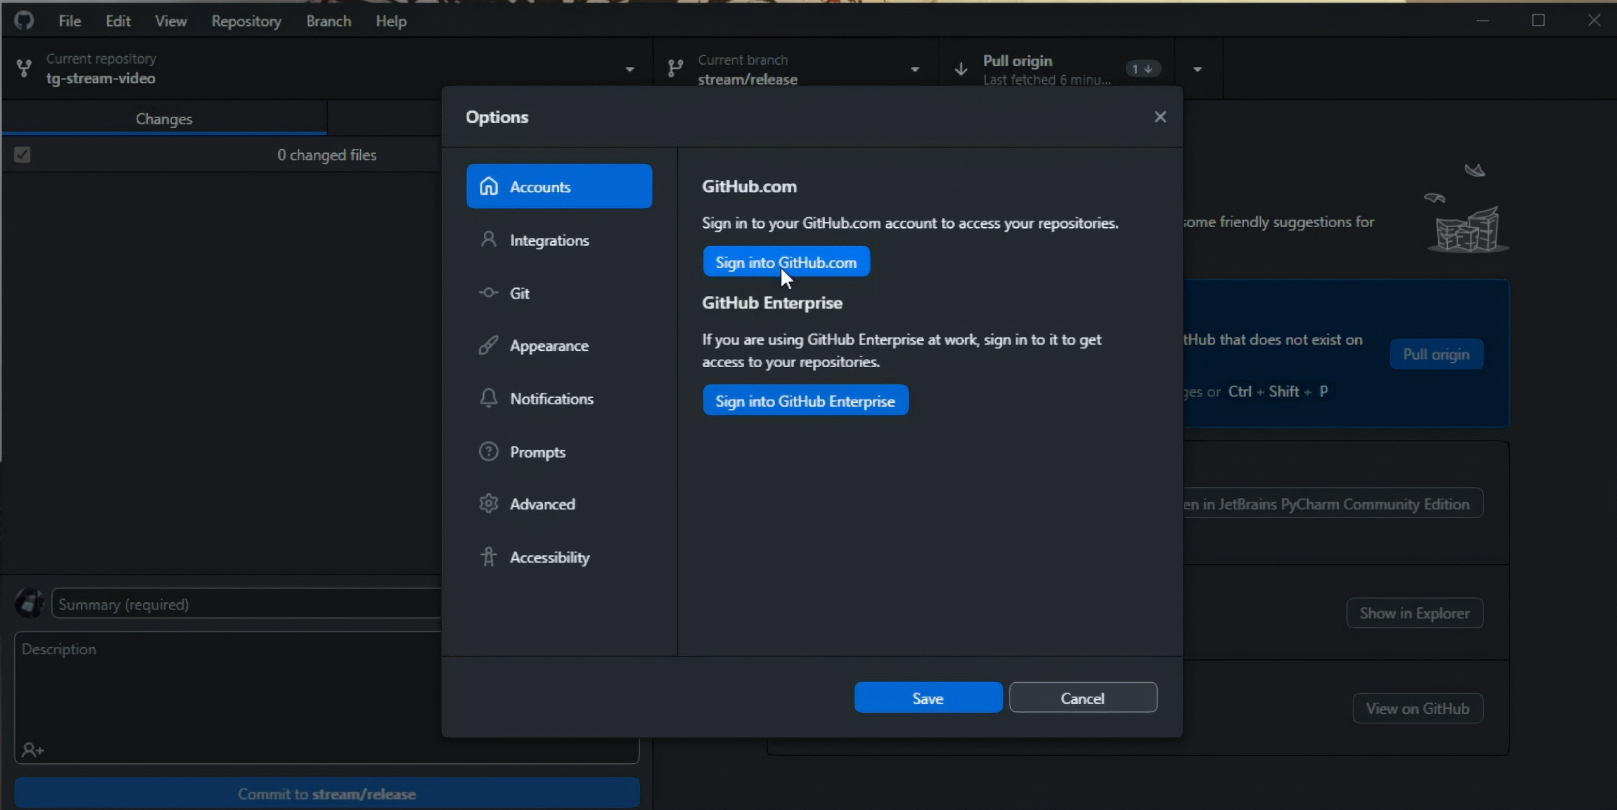 File Edit View Repository Branch Help
Current repository
tg-stream-video
Current branch
stream/release
Pull origin
Last fetched 6 minu...
1
Changes
0 changed files
Options
Accounts
Integrations
Git
Appearance
Notifications
Prompts
Advanced
Accessibility
GitHub.com
Sign in to your GitHub.com account to access your repositories.
Sign into GitHub.com
GitHub Enterprise
If you are using GitHub Enterprise at work, sign in to it to get
access to your repositories.
Sign into GitHub Enterprise
Save
Cancel
some friendly suggestions for
tHub that does not exist on
Pull origin
ges or Ctrl + Shift + P
en in JetBrains PyCharm Community Edition
Show in Explorer
View on GitHub
Summary (required)
Description
Commit to stream/release